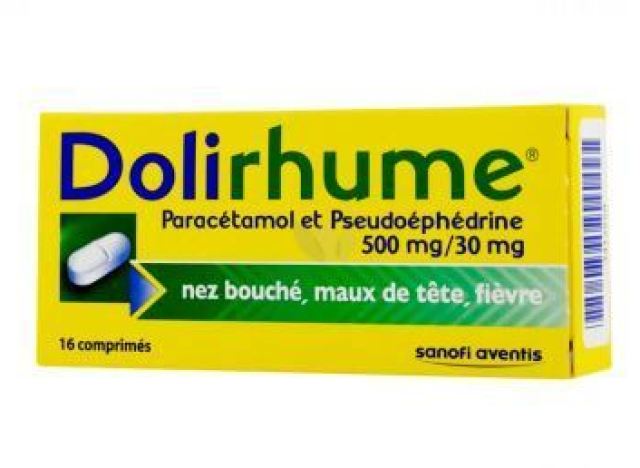 Dolirhume®
Paracétamol et Pseudoéphédrine
500 mg/30 mg
nez bouché, maux de tête, fièvre
16 comprimés
sanofi aventis